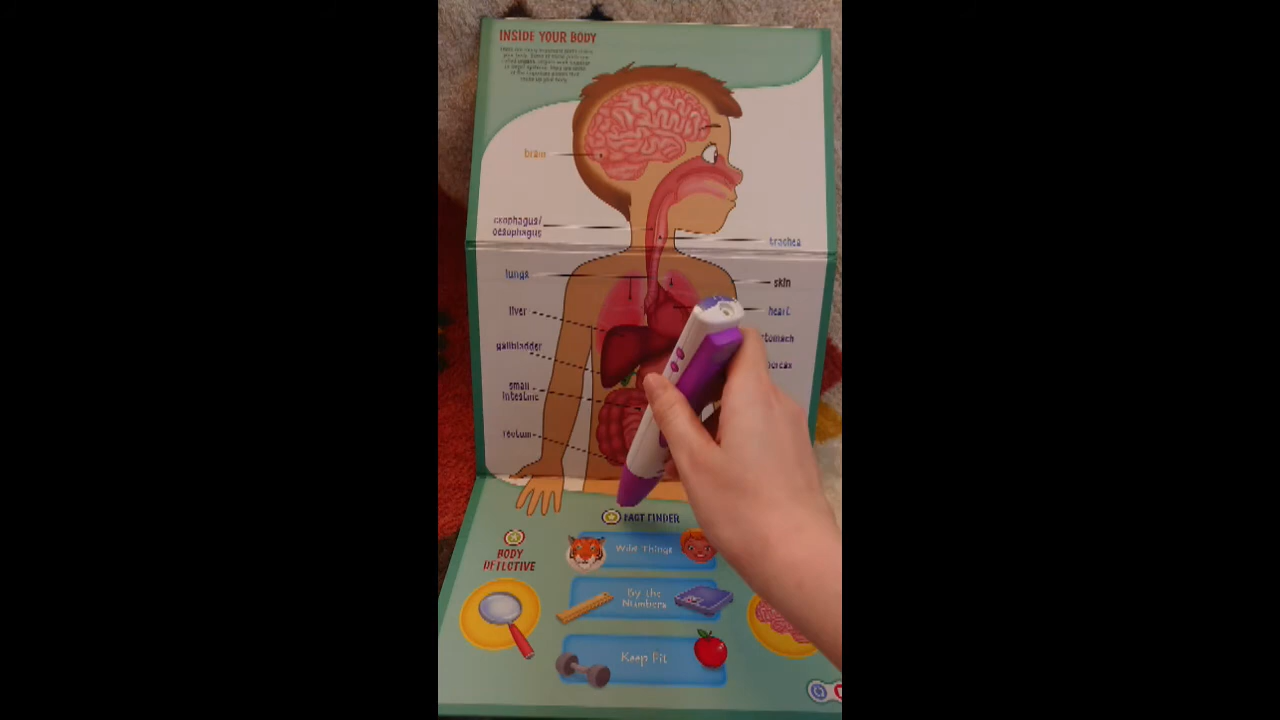 INSIDE YOUR BODY
brain
esophagus/
oesophagus
trachea
lungs
skin
liver
heart
stomach
gallbladder
small
intestine
rectum
FACT FINDER
BODY
DETECTIVE
Wild Things
By the
Numbers
Keep Fit